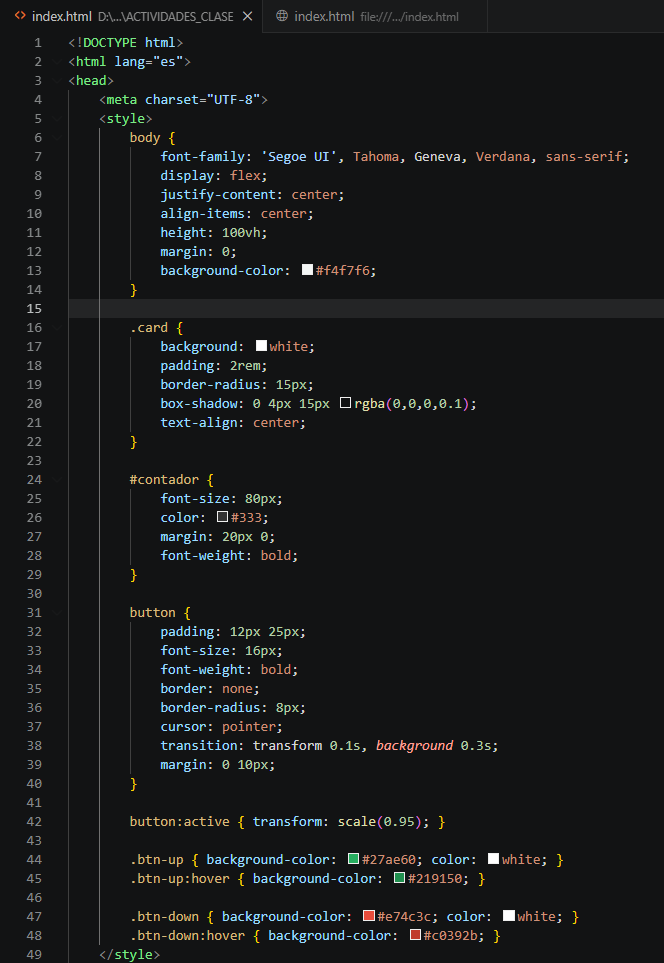 index.html D:\...\ACTIVIDADES_CLASE index.html file:///.../index.html
1 <!DOCTYPE html>
2 <html lang="es">
3 <head>
4 <meta charset="UTF-8">
5 <style>
6 body {
7 font-family: 'Segoe UI', Tahoma, Geneva, Verdana, sans-serif;
8 display: flex;
9 justify-content: center;
10 align-items: center;
11 height: 100vh;
12 margin: 0;
13 background-color: #f4f7f6;
14 }
15
16 .card {
17 background: white;
18 padding: 2rem;
19 border-radius: 15px;
20 box-shadow: 0 4px 15px rgba(0,0,0,0.1);
21 text-align: center;
22 }
23
24 #contador {
25 font-size: 80px;
26 color: #333;
27 margin: 20px 0;
28 font-weight: bold;
29 }
30
31 button {
32 padding: 12px 25px;
33 font-size: 16px;
34 font-weight: bold;
35 border: none;
36 border-radius: 8px;
37 cursor: pointer;
38 transition: transform 0.1s, background 0.3s;
39 margin: 0 10px;
40 }
41
42 button:active { transform: scale(0.95); }
43
44 .btn-up { background-color: #27ae60; color: white; }
45 .btn-up:hover { background-color: #219150; }
46
47 .btn-down { background-color: #e74c3c; color: white; }
48 .btn-down:hover { background-color: #c0392b; }
49 </style>